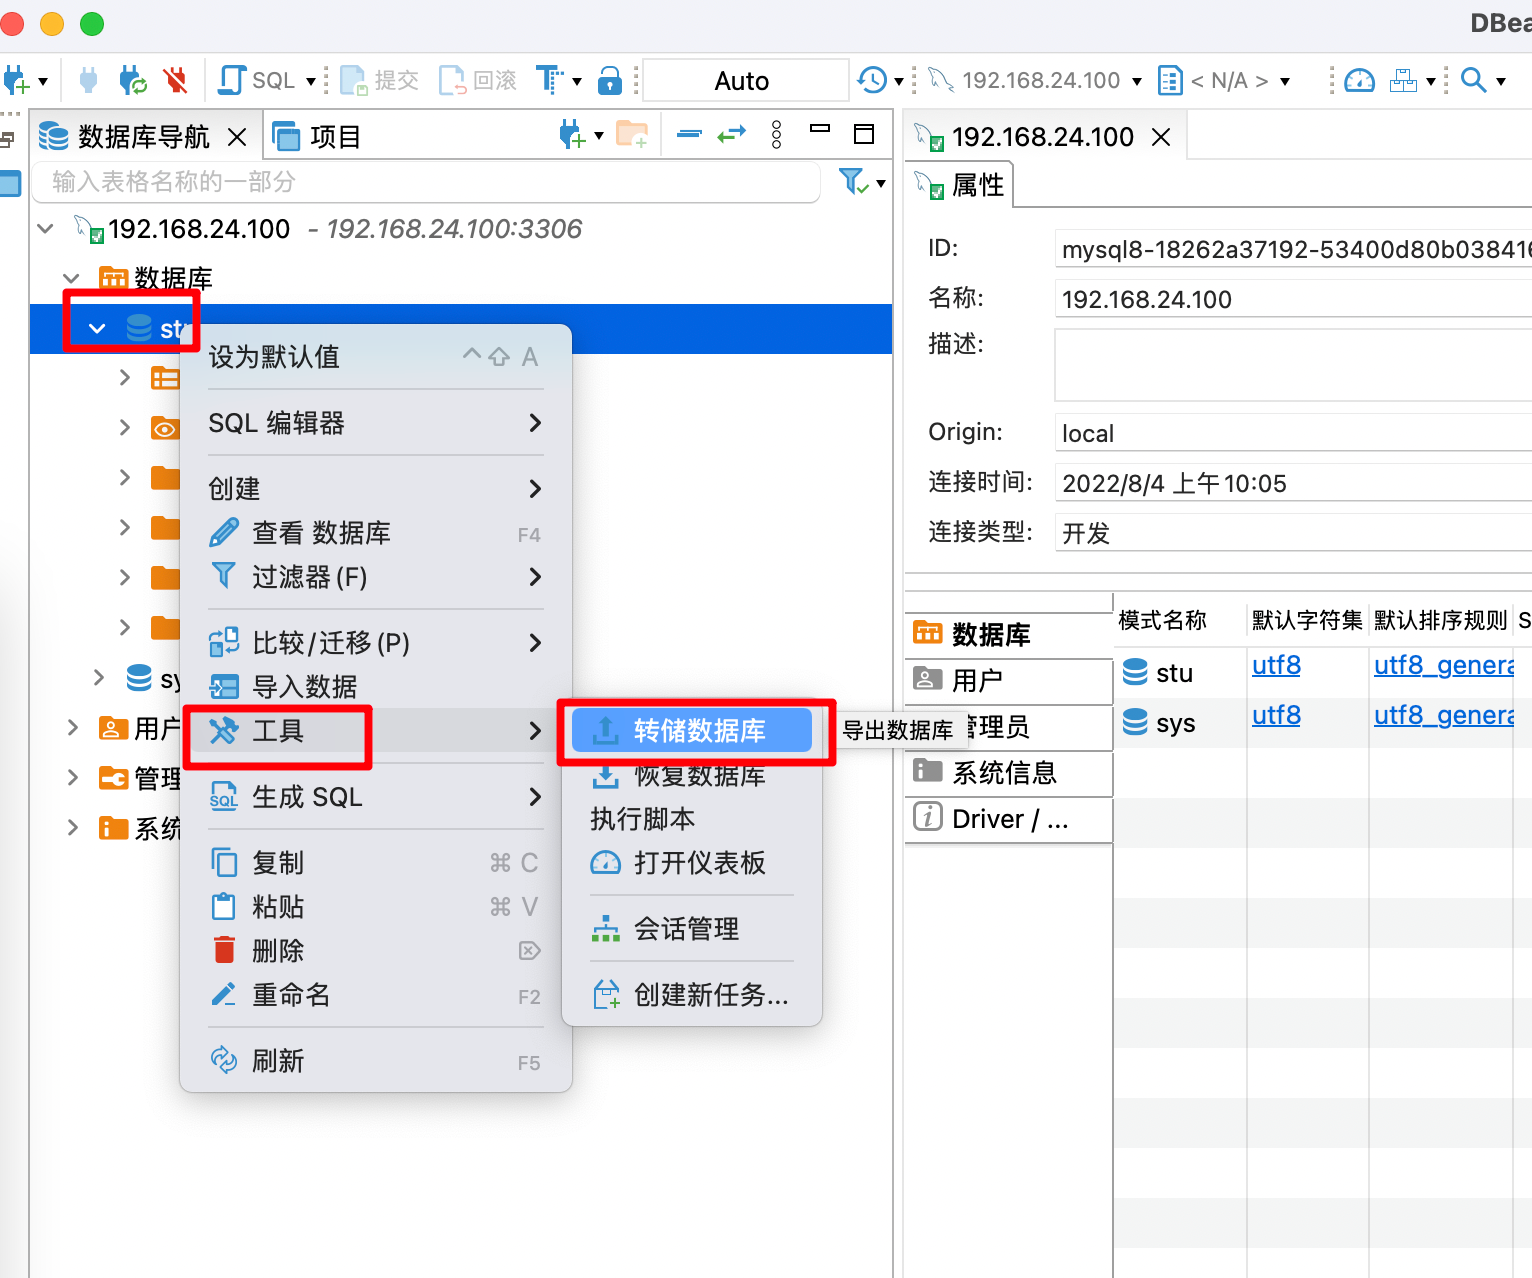 DBea
SQL
提交
回滚
Auto
192.168.24.100
< N/A >
数据库导航
项目
输入表格名称的一部分
192.168.24.100 - 192.168.24.100:3306
数据库
用户
管理
设为默认值 A
SQL 编辑器
创建
查看 数据库 F4
过滤器(F)
比较/迁移(P)
导入数据
工具
生成 SQL
复制 ⌘ C
粘贴 ⌘ V
删除
重命名 F2
刷新 F5
转储数据库
恢复数据库
执行脚本
打开仪表板
会话管理
创建新任务...
导出数据库
192.168.24.100
属性
ID: mysql8-18262a37192-53400d80b038416
名称: 192.168.24.100
描述:
Origin: local
连接时间: 2022/8/4 上午10:05
连接类型: 开发
数据库
用户
管理员
系统信息
Driver / ...
模式名称 默认字符集 默认排序规则 S
stu utf8 utf8_genera
sys utf8 utf8_genera